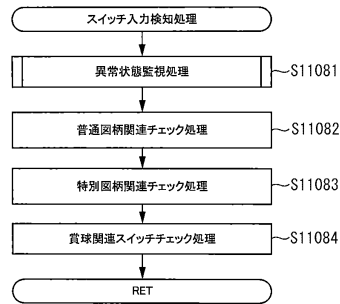 スイッチ入力検知処理
異常状態監視処理
S11081
普通図柄関連チェック処理
S11082
特別図柄関連チェック処理
S11083
賞球関連スイッチチェック処理
S11084
RET